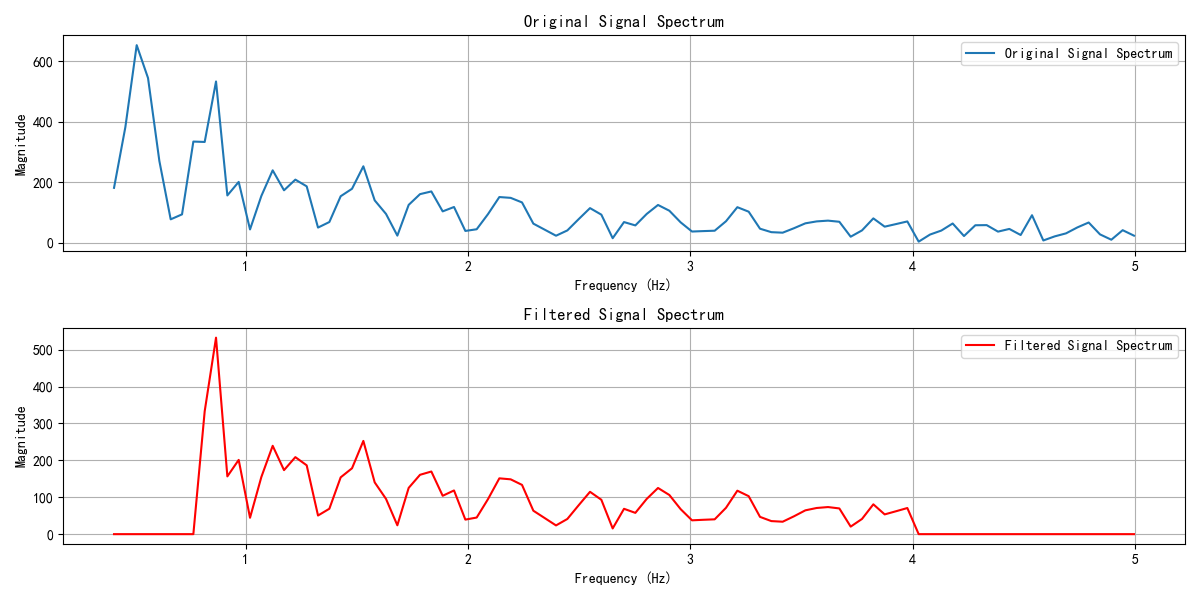 Original Signal Spectrum
Original Signal Spectrum
Magnitude
600
400
200
0
1
2
3
4
5
Frequency (Hz)
Filtered Signal Spectrum
Filtered Signal Spectrum
Magnitude
500
400
300
200
100
0
1
2
3
4
5
Frequency (Hz)